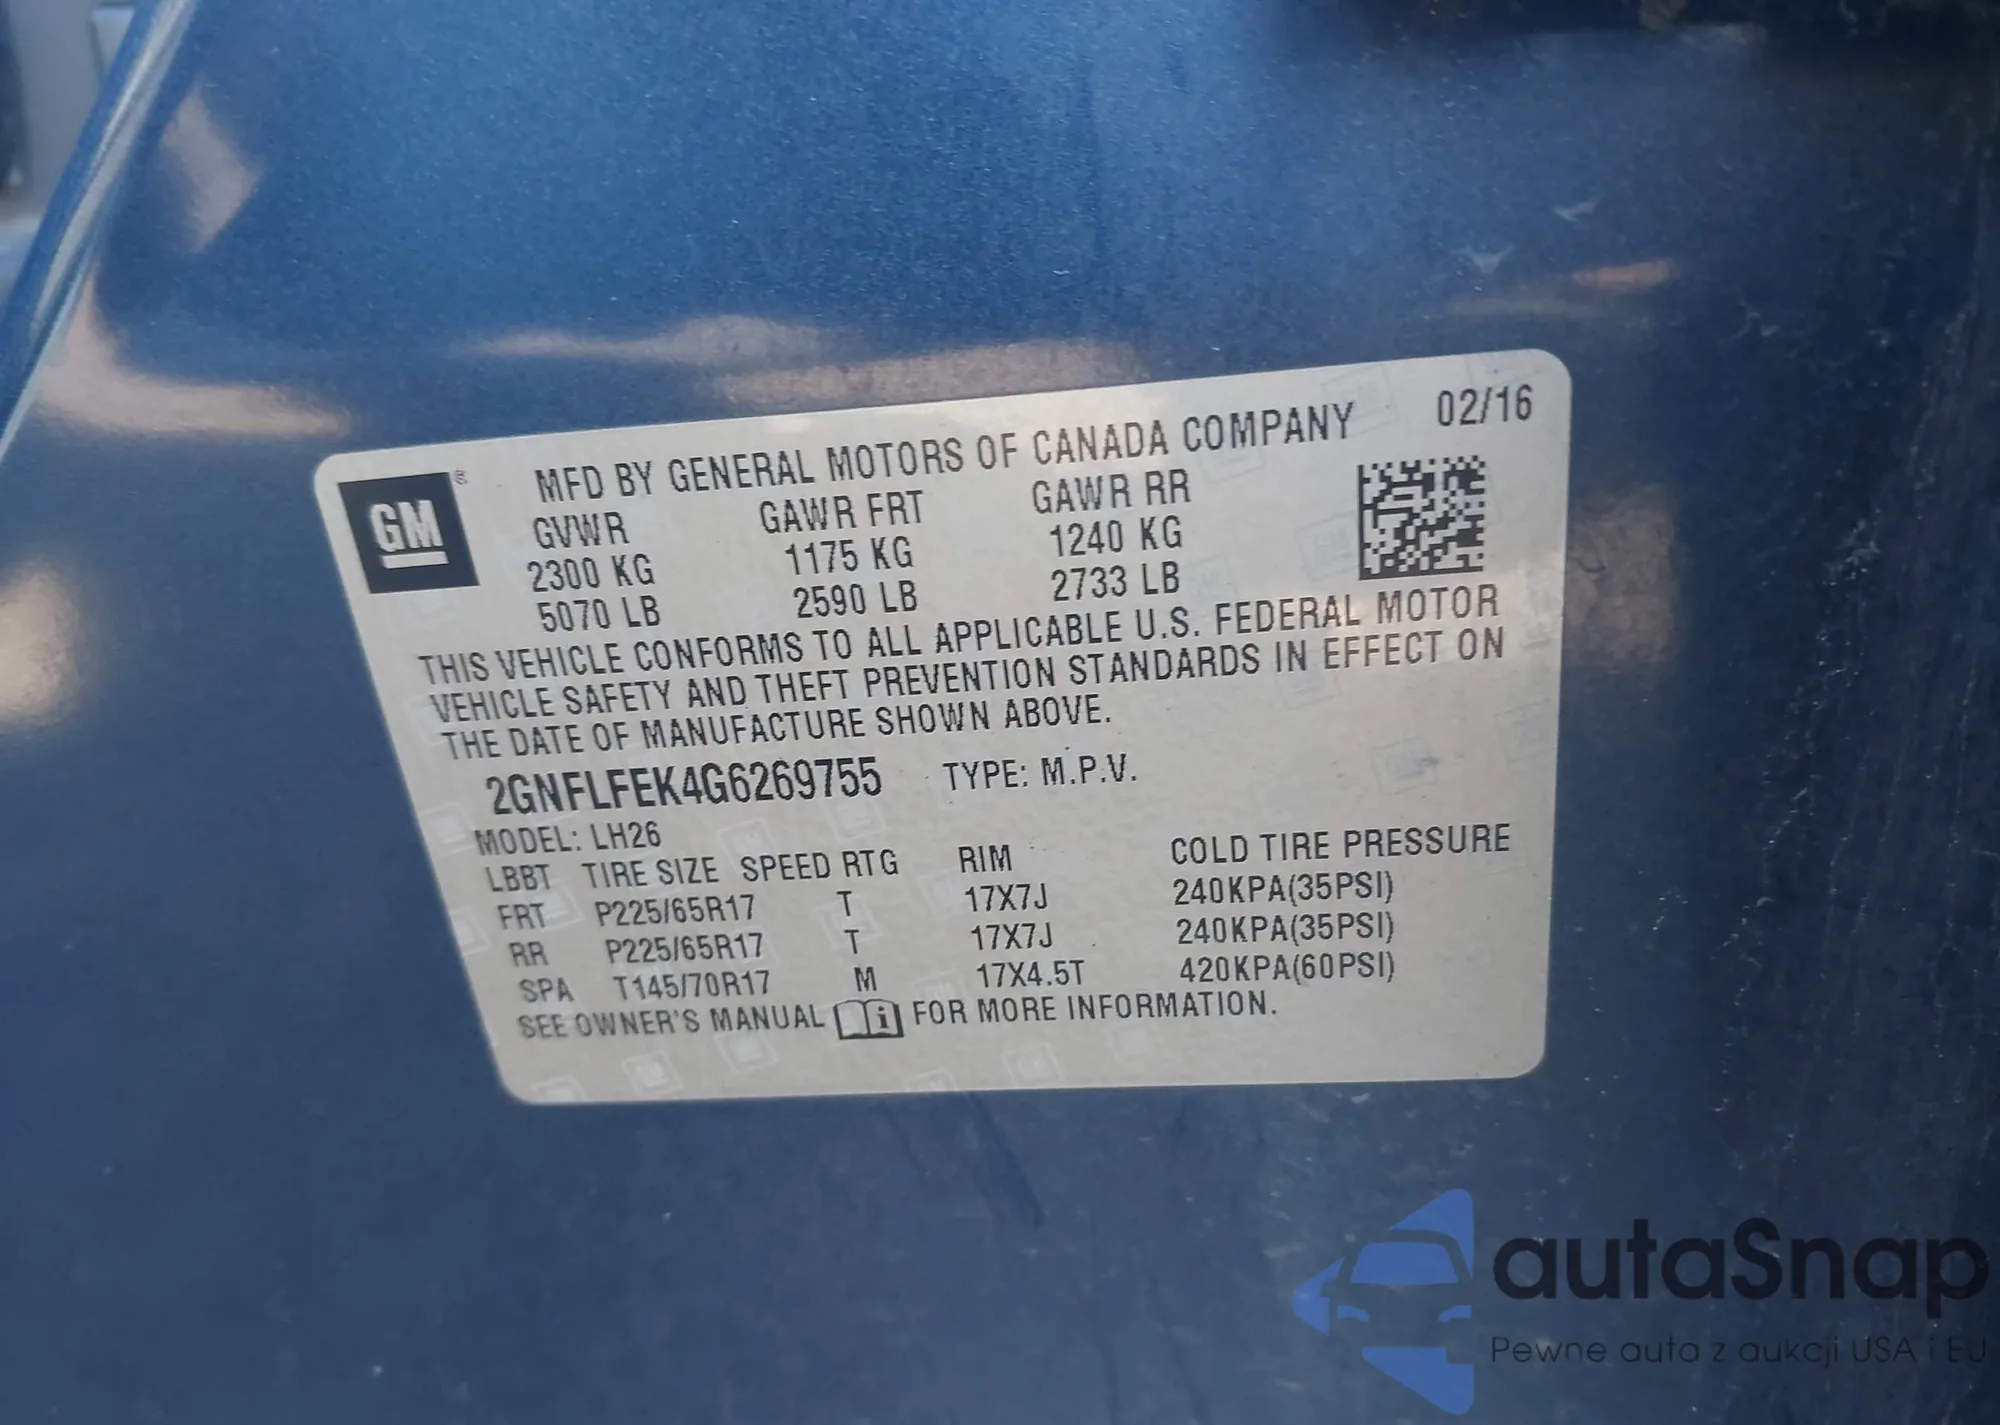 GM ®
MFD BY GENERAL MOTORS OF CANADA COMPANY 02/16
GVWR GAWR FRT GAWR RR
2300 KG 1175 KG 1240 KG
5070 LB 2590 LB 2733 LB
THIS VEHICLE CONFORMS TO ALL APPLICABLE U.S. FEDERAL MOTOR
VEHICLE SAFETY AND THEFT PREVENTION STANDARDS IN EFFECT ON
THE DATE OF MANUFACTURE SHOWN ABOVE.
2GNFLFEK4G6269755 TYPE: M.P.V.
MODEL: LH26
LBBT TIRE SIZE SPEED RTG RIM COLD TIRE PRESSURE
FRT P225/65R17 T 17X7J 240KPA(35PSI)
RR P225/65R17 T 17X7J 240KPA(35PSI)
SPA T145/70R17 M 17X4.5T 420KPA(60PSI)
SEE OWNER'S MANUAL i FOR MORE INFORMATION.
autaSnap
Pewne auta z aukcji USA i EU